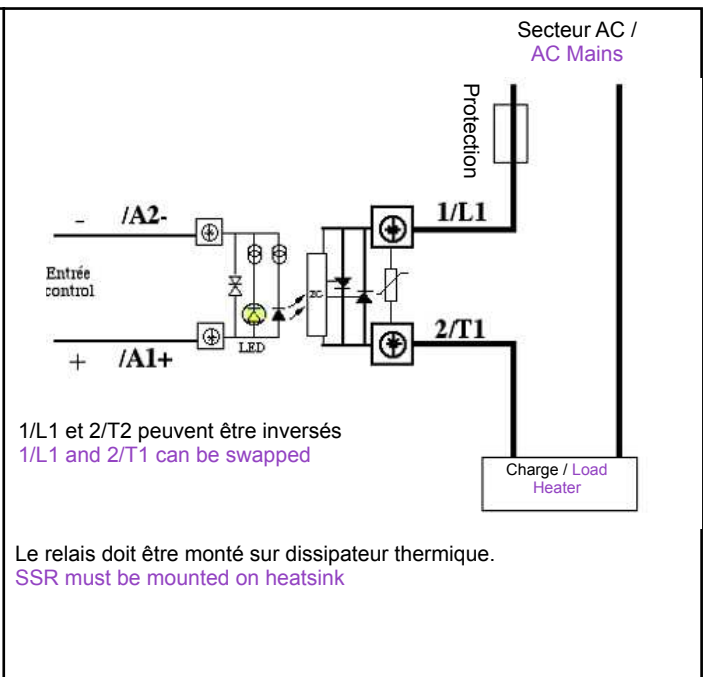 Secteur AC /
AC Mains
Protection
- /A2-
1/L1
Entrée
control
ZC
LED
+ /A1+
2/T1
1/L1 et 2/T2 peuvent être inversés
1/L1 and 2/T1 can be swapped
Charge / Load
Heater
Le relais doit être monté sur dissipateur thermique.
SSR must be mounted on heatsink